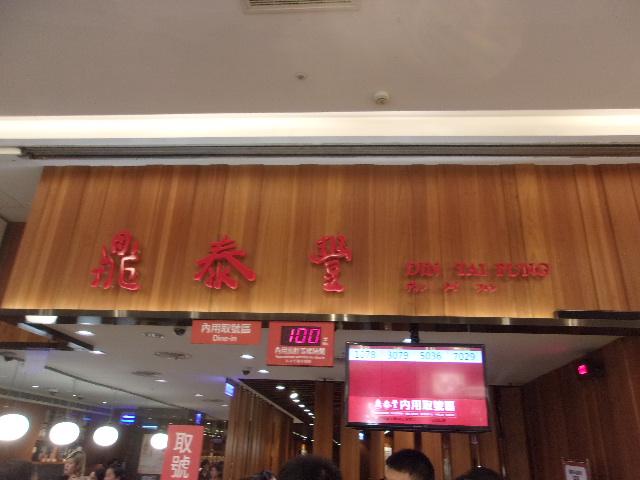 鼎泰豐
DIN TAI FUNG
內用取號區
Dine-in
100
取號
1078 3079 5036 7029
鼎泰豐 內用取號區